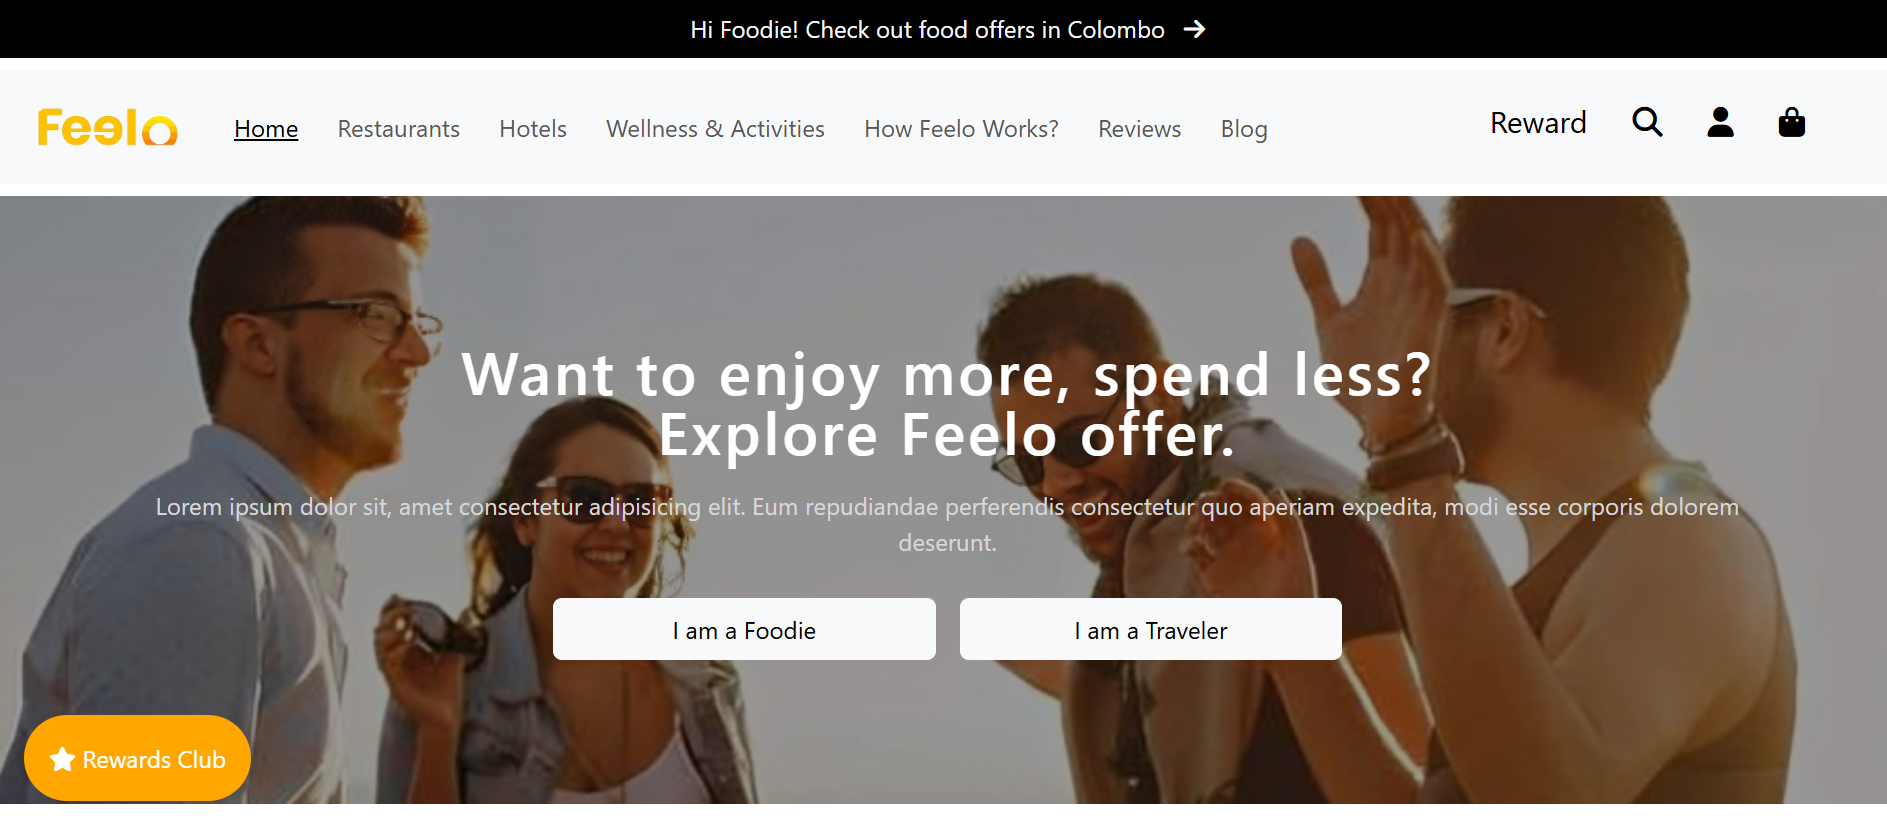 Hi Foodie! Check out food offers in Colombo
Feelo
Home Restaurants Hotels Wellness & Activities How Feelo Works? Reviews Blog
Reward
Want to enjoy more, spend less?
Explore Feelo offer.
Lorem ipsum dolor sit, amet consectetur adipisicing elit. Eum repudiandae perferendis consectetur quo aperiam expedita, modi esse corporis dolorem
deserunt.
I am a Foodie
I am a Traveler
Rewards Club